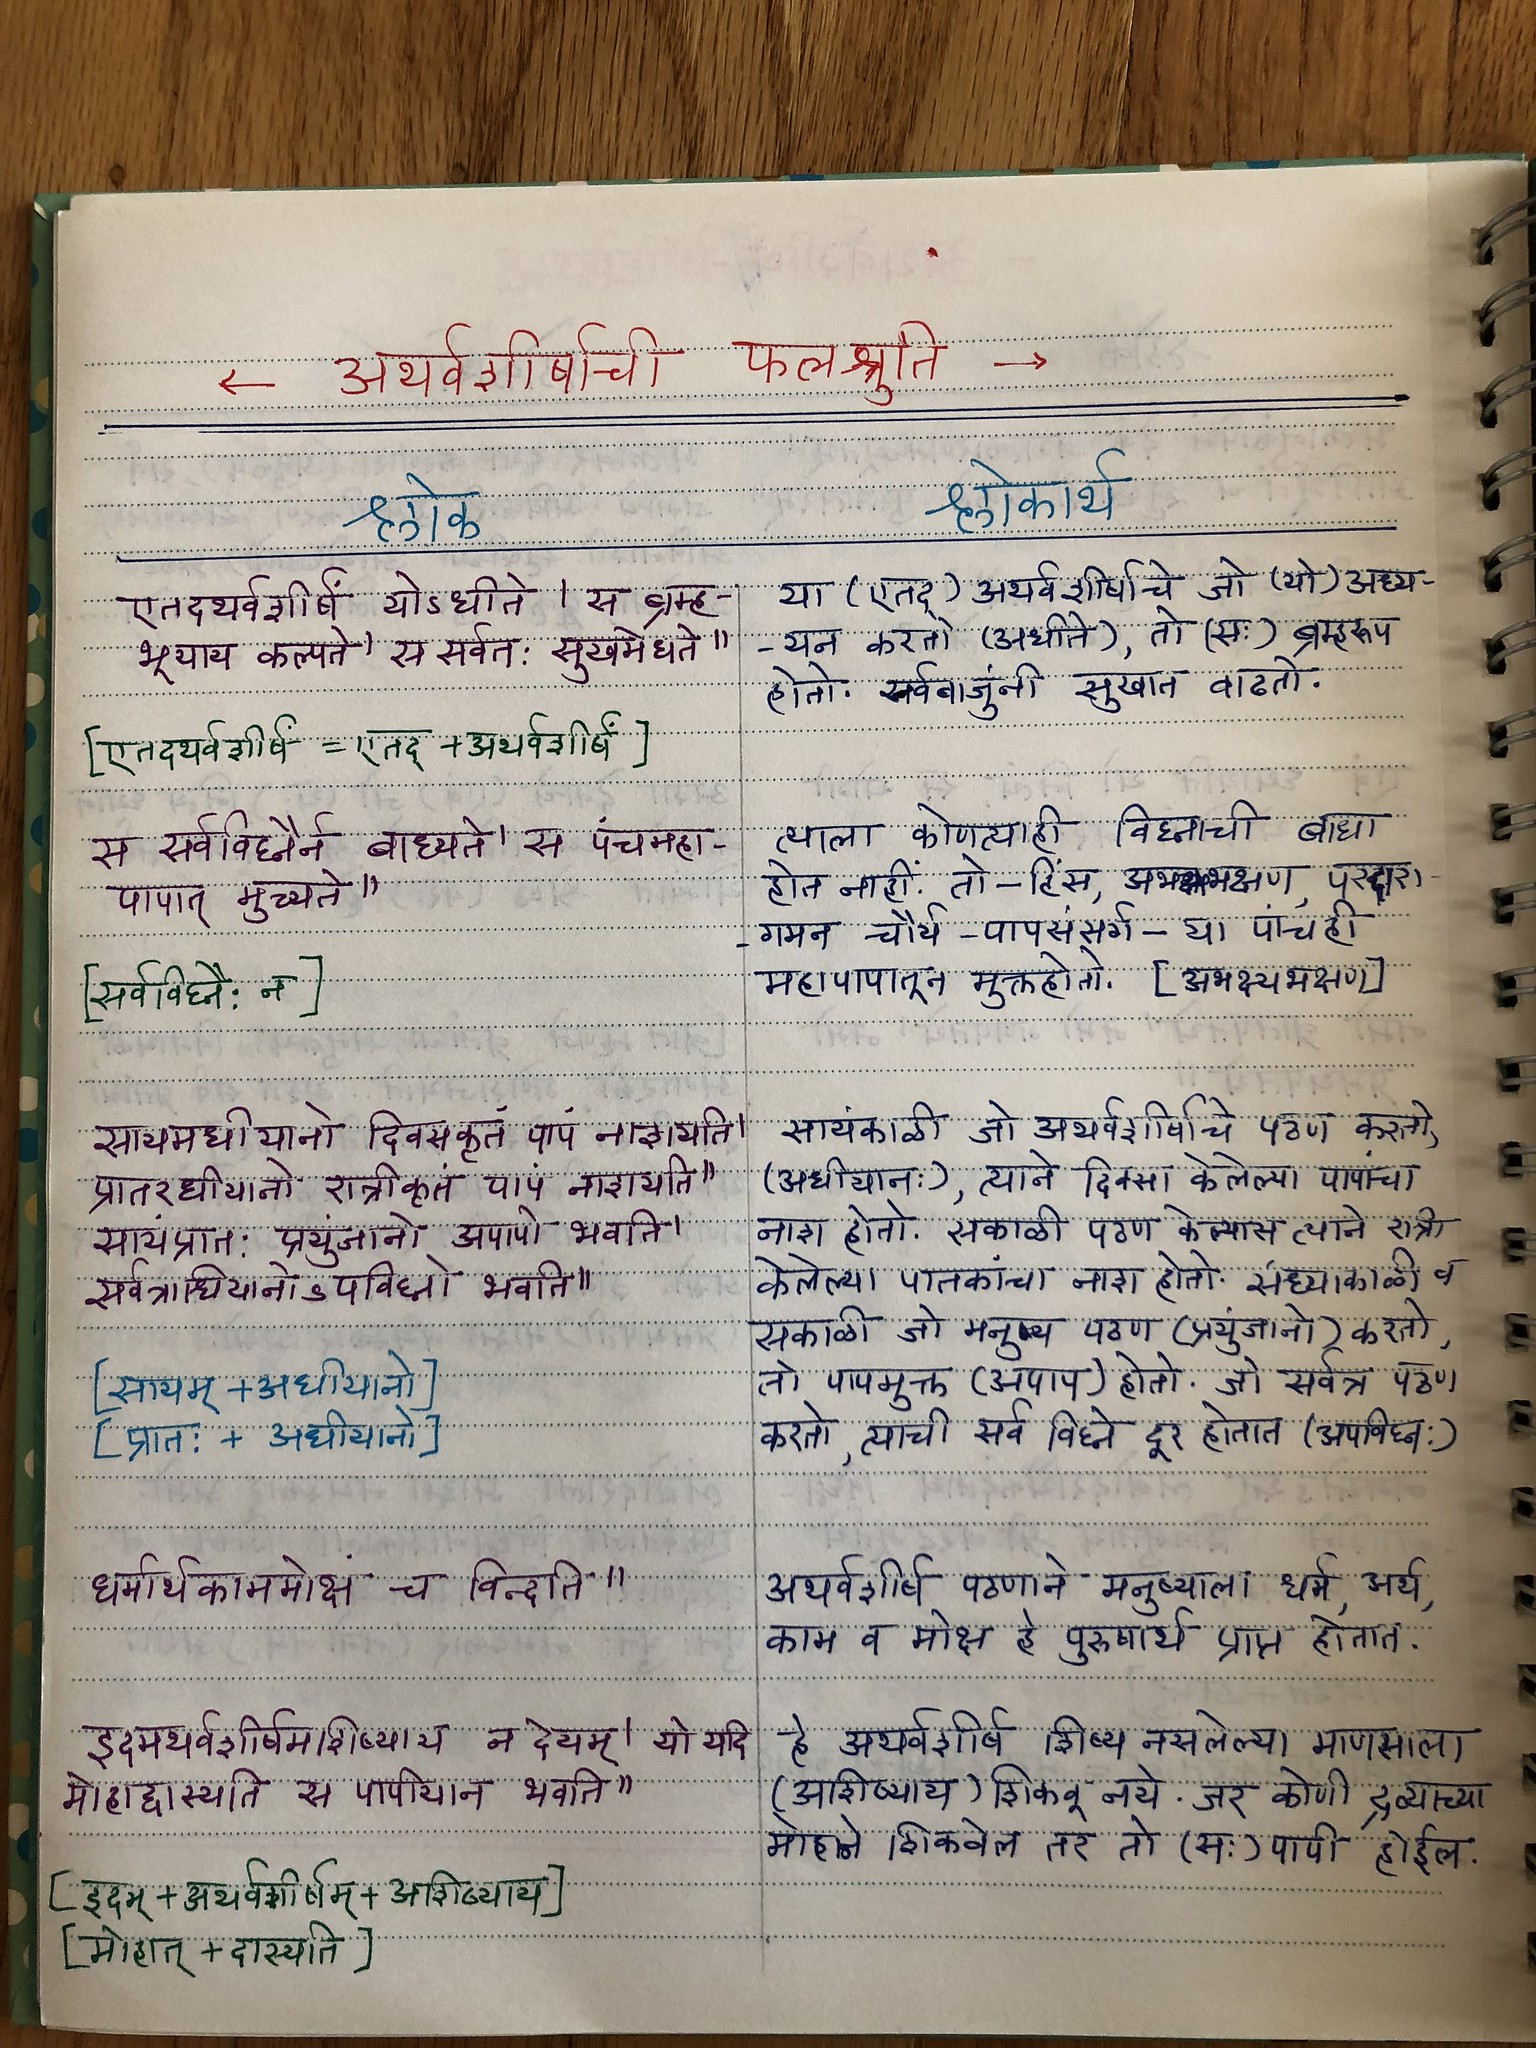 ← अथर्वशीर्षाची फलश्रुति →
श्लोक
श्लोकार्थ
एतदथर्वशीर्षं योऽधीते । स ब्रम्ह-
भूयाय कल्पते । स सर्वत: सुखमेधते ॥
[एतदथर्वशीर्षं = एतद् + अथर्वशीर्षं]
या (एतद्) अथर्वशीर्षाचे जो (यो) अध्य-
-यन करतो (अधीते), तो (सः) ब्रम्हरूप
होतो. सर्वबाजुंनी सुखात वाढतो.
स सर्वविघ्नैर्न बाध्यते । स पंचमहा-
पापात् मुच्यते ॥
[सर्वविघ्नै: न]
त्याला कोणत्याही विघ्नाची बाधा
होत नाही. तो - हिंस, अभक्षभक्षण, परद्वारा-
-गमन चौर्य - पापसंसर्ग - या पांचही
महापापातून मुक्त होतो. [अभक्ष्यभक्षण]
सायमधीयानो दिवसकृतं पापं नाशयति ।
प्रातरधीयानो रात्रीकृतं पापं नाशयति ॥
सायंप्रात: प्रयुंजानो अपापो भवति ।
सर्वत्राधियानोऽपविघ्नो भवति ॥
[सायम् + अधीयानो]
[प्रात: + अधीयानो]
सायंकाळी जो अथर्वशीर्षाचे पठण करतो,
(अधीयान:), त्याने दिवसा केलेल्या पापांचा
नाश होतो. सकाळी पठण केल्यास त्याने रात्री
केलेल्या पातकांचा नाश होतो. संध्याकाळी व
सकाळी जो मनुष्य पठण (प्रयुंजानो) करतो,
तो पापमुक्त (अपाप) होतो. जो सर्वत्र पठण
करतो, त्याची सर्व विघ्ने दूर होतात (अपविघ्न:)
धर्मार्थकाममोक्षं च विन्दति ॥
अथर्वशीर्ष पठणाने मनुष्याला धर्म, अर्थ,
काम व मोक्ष हे पुरुषार्थ प्राप्त होतात.
इदमथर्वशीर्षमशिष्याय न देयम् । यो यदि
मोहाद्दास्यति स पापीयान भवति ॥
[इदम् + अथर्वशीर्षम् + अशिष्याय]
[मोहात् + दास्यति]
हे अथर्वशीर्ष शिष्य नसलेल्या माणसाला
(अशिष्याय) शिकवू नये. जर कोणी द्रव्याच्या
मोहाने शिकवेल तर तो (सः) पापी होईल.